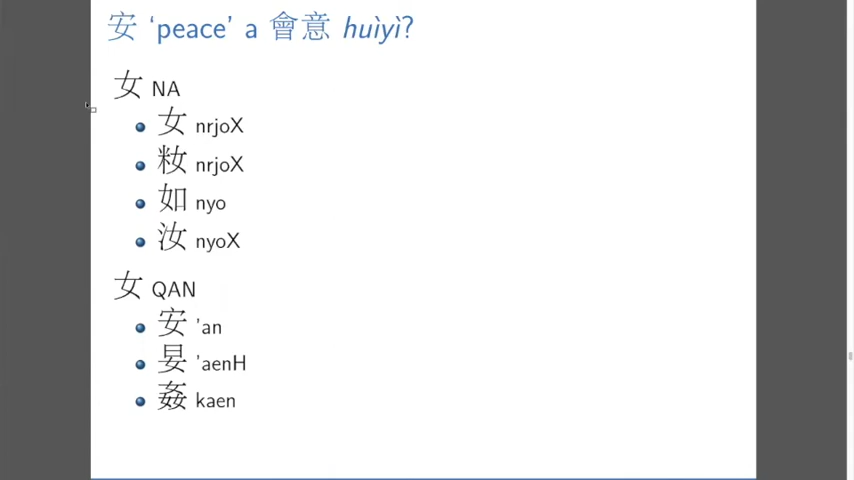 安 ‘peace’ a 會意 huìyì?
女 NA
女 nrjoX
籹 nrjoX
如 nyo
汝 nyoX
女 QAN
安 ’an
晏 ’aenH
姦 kaen